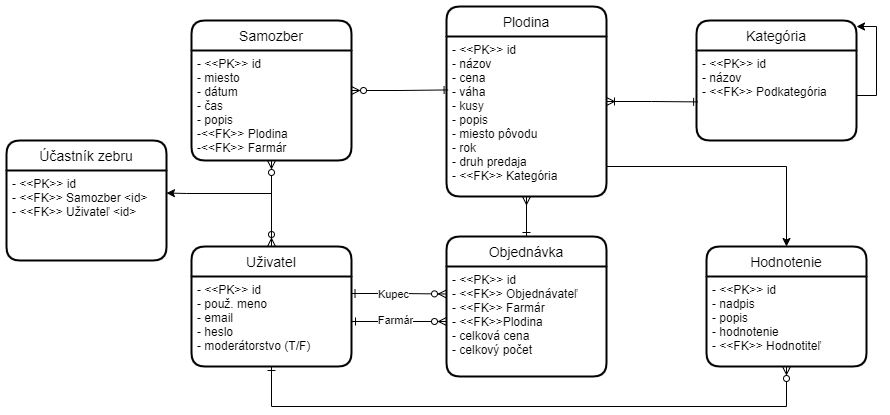 Samozber
- <<PK>> id
- miesto
- dátum
- čas
- popis
-<<FK>> Plodina
-<<FK>> Farmár
Plodina
- <<PK>> id
- názov
- cena
- váha
- kusy
- popis
- miesto pôvodu
- rok
- druh predaja
- <<FK>> Kategória
Kategória
- <<PK>> id
- názov
- <<FK>> Podkategória
Účastník zebru
- <<PK>> id
- <<FK>> Samozber <id>
- <<FK>> Uživateľ <id>
Uživatel
- <<PK>> id
- použ. meno
- email
- heslo
- moderátorstvo (T/F)
Kupec
Farmár
Objednávka
- <<PK>> id
- <<FK>> Objednávateľ
- <<FK>> Farmár
- <<FK>>Plodina
- celková cena
- celkový počet
Hodnotenie
- <<PK>> id
- nadpis
- popis
- hodnotenie
- <<FK>> Hodnotiteľ